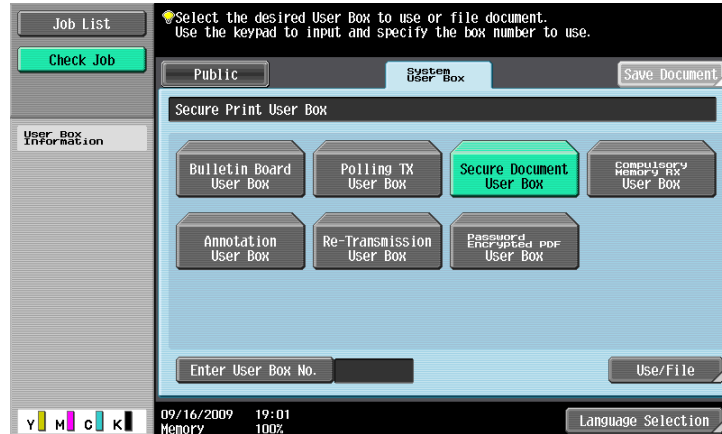 Job List
Check Job
Select the desired User Box to use or file document.
Use the keypad to input and specify the box number to use.
Public
System
User Box
Save Document
Secure Print User Box
User Box
Information
Bulletin Board
User Box
Polling TX
User Box
Secure Document
User Box
Compulsory
Memory RX
User Box
Annotation
User Box
Re-Transmission
User Box
Password
Encrypted PDF
User Box
Enter User Box No.
Use/File
Y M C K
09/16/2009 19:01
Memory 100%
Language Selection